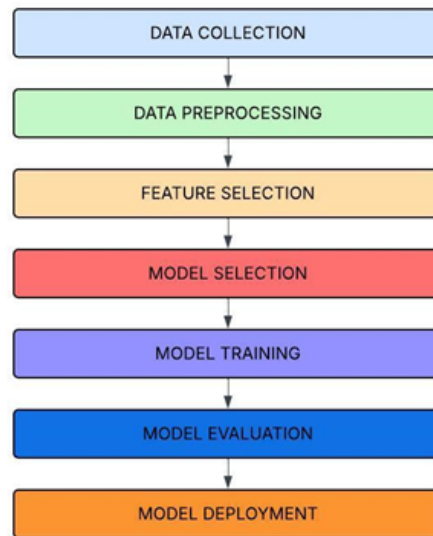 DATA COLLECTION
DATA PREPROCESSING
FEATURE SELECTION
MODEL SELECTION
MODEL TRAINING
MODEL EVALUATION
MODEL DEPLOYMENT